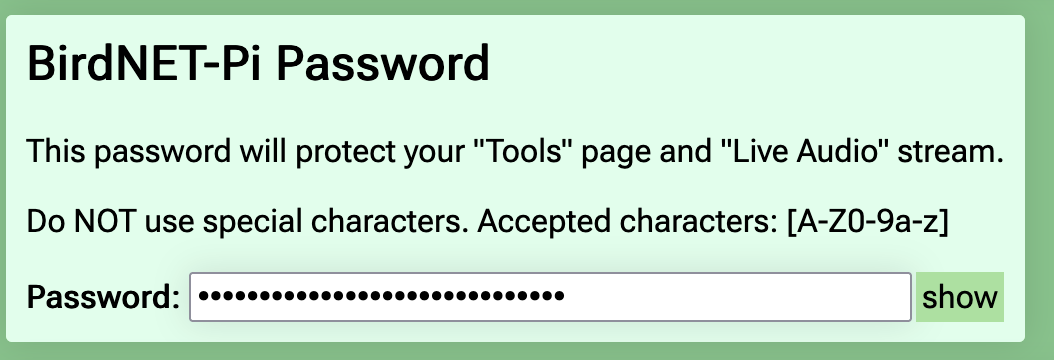 BirdNET-Pi Password
This password will protect your "Tools" page and "Live Audio" stream.
Do NOT use special characters. Accepted characters: [A-Z0-9a-z]
Password: •••••••••••••••••••••••••••••• show